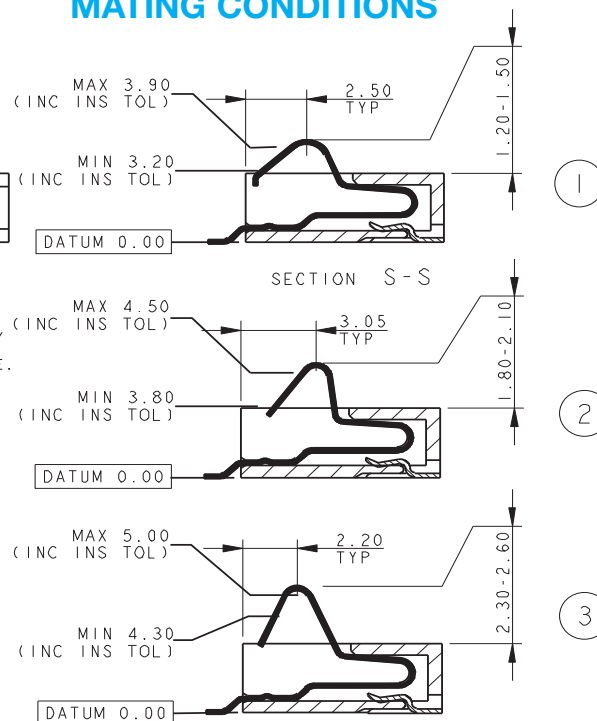 MATING CONDITIONS
MAX 3.90
(INC INS TOL)
2.50
TYP
1.20-1.50
MIN 3.20
(INC INS TOL)
1
DATUM 0.00
SECTION S-S
MAX 4.50
(INC INS TOL)
3.05
TYP
1.80-2.10
E.
MIN 3.80
(INC INS TOL)
2
DATUM 0.00
MAX 5.00
(INC INS TOL)
2.20
TYP
2.30-2.60
MIN 4.30
(INC INS TOL)
3
DATUM 0.00